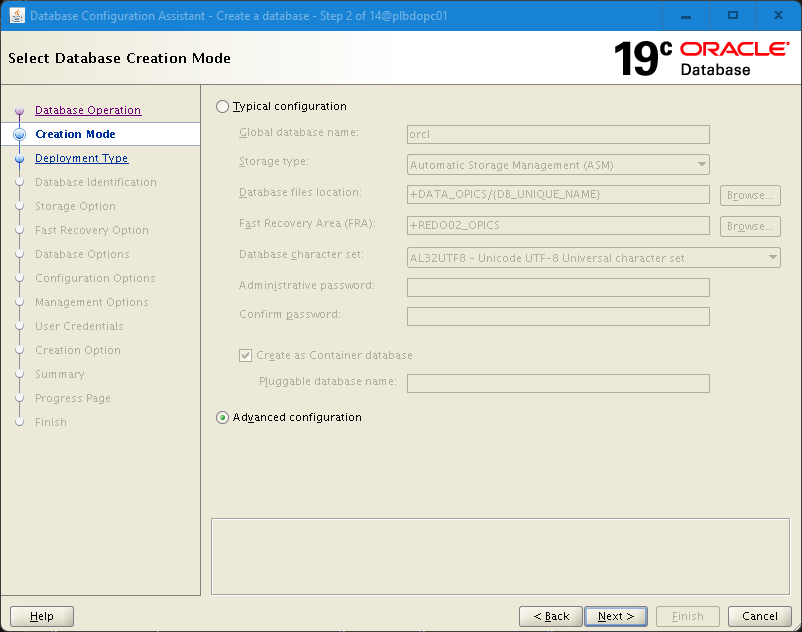 Database Configuration Assistant - Create a database - Step 2 of 14@plbdopc01
Select Database Creation Mode
19c ORACLE Database
Database Operation
Creation Mode
Deployment Type
Database Identification
Storage Option
Fast Recovery Option
Database Options
Configuration Options
Management Options
User Credentials
Creation Option
Summary
Progress Page
Finish
Typical configuration
Global database name: orcl
Storage type: Automatic Storage Management (ASM)
Database files location: +DATA_OPICS/{DB_UNIQUE_NAME} Browse...
Fast Recovery Area (FRA): +REDO02_OPICS Browse...
Database character set: AL32UTF8 - Unicode UTF-8 Universal character set
Administrative password:
Confirm password:
Create as Container database
Pluggable database name:
Advanced configuration
Help < Back Next > Finish Cancel